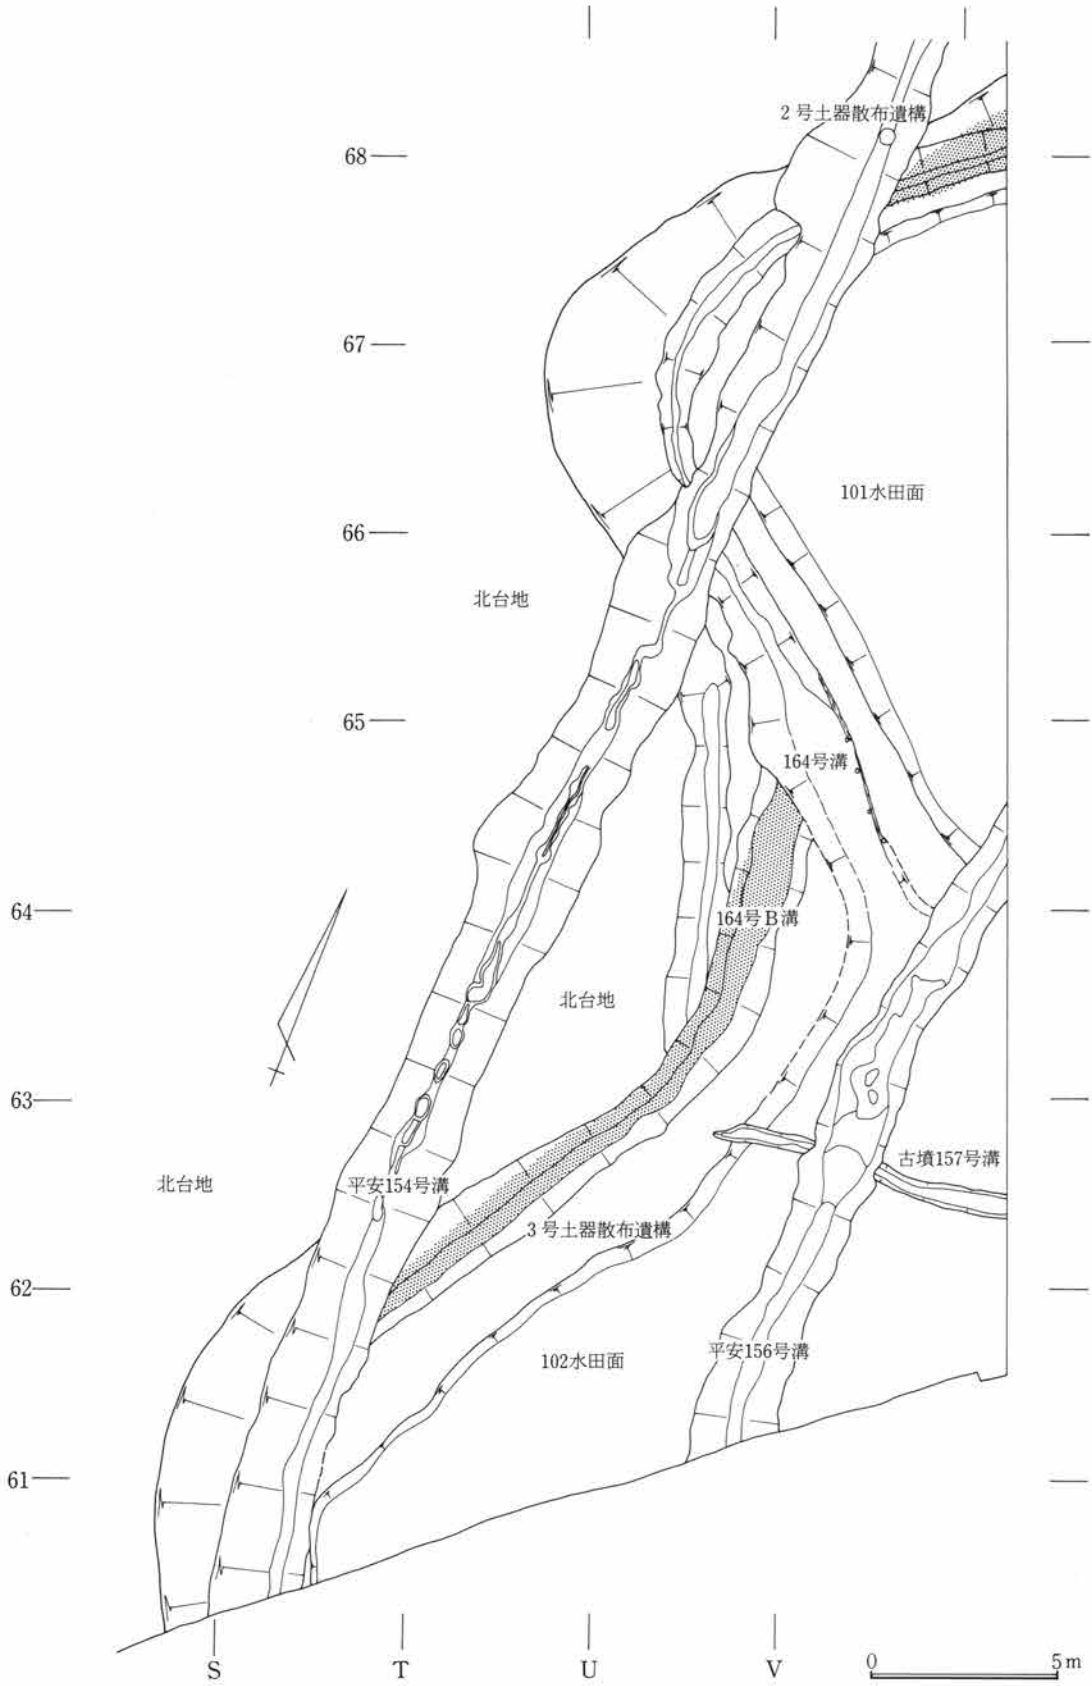 2号土器散布遺構
68
67
101水田面
66
北台地
65
164号溝
64
164号B溝
北台地
63
古墳157号溝
北台地
平安154号溝
3号土器散布遺構
62
平安156号溝
102水田面
61
S
T
U
V
0
5m